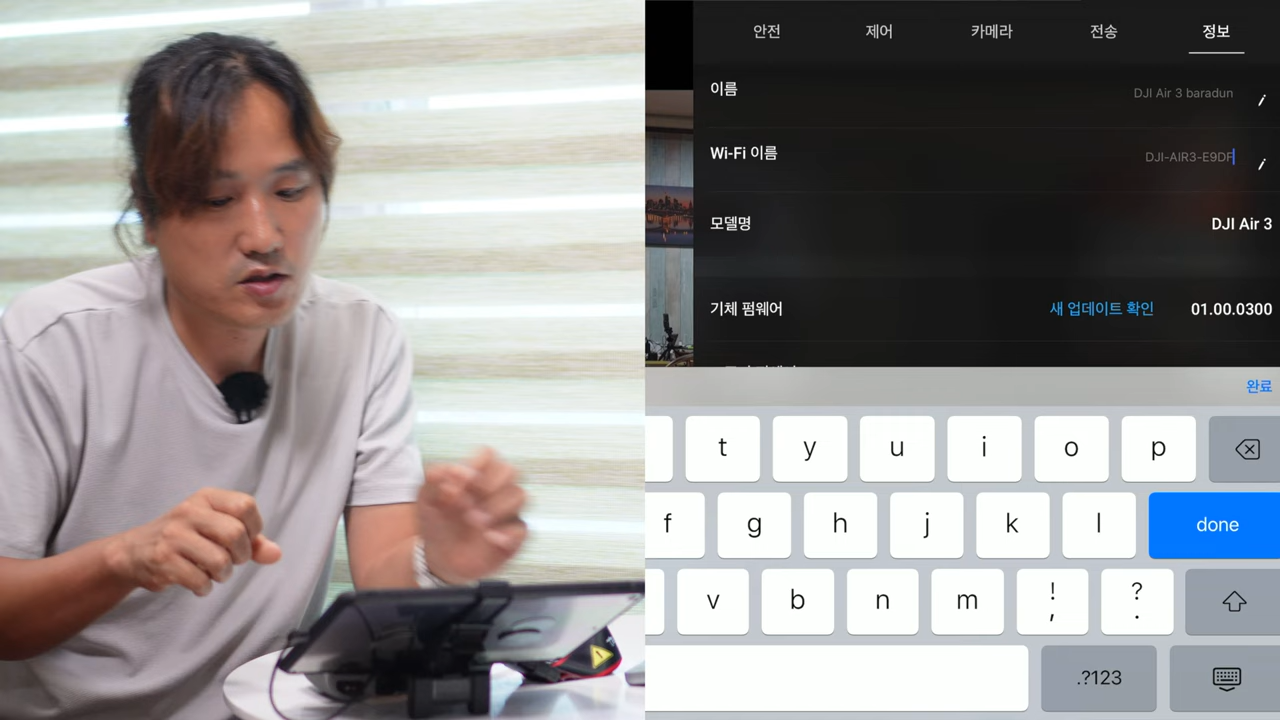 안전 제어 카메라 전송 정보
이름 DJI Air 3 baradun
Wi-Fi 이름 DJI-AIR3-E9DF
모델명 DJI Air 3
기체 펌웨어 새 업데이트 확인 01.00.0300
완료
t y u i o p
f g h j k l done
v b n m ! , ? .
.?123